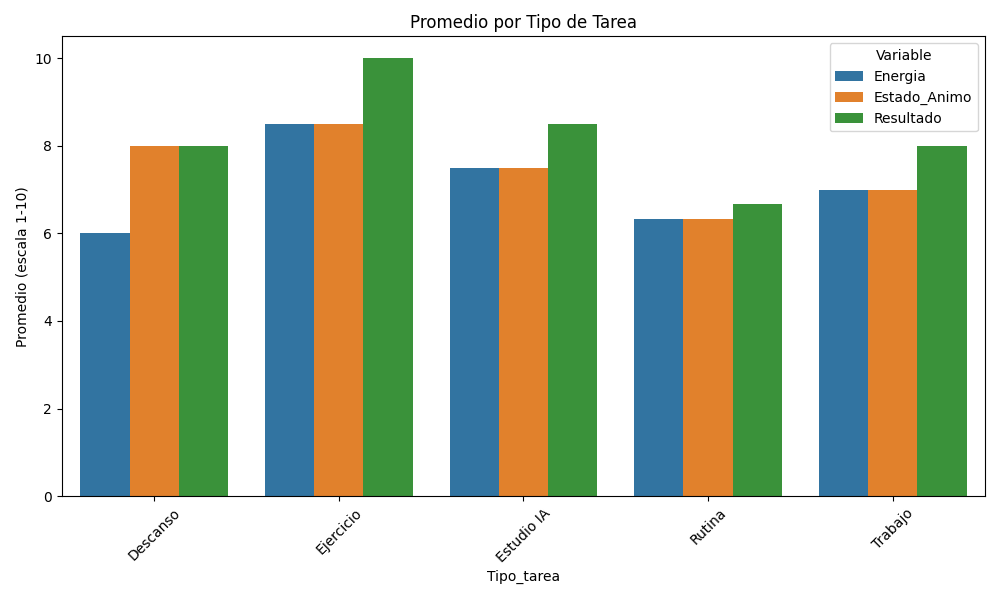 Promedio por Tipo de Tarea
Variable
Energia
Estado_Animo
Resultado
Promedio (escala 1-10)
10
8
6
4
2
0
Descanso
Ejercicio
Estudio IA
Rutina
Trabajo
Tipo_tarea